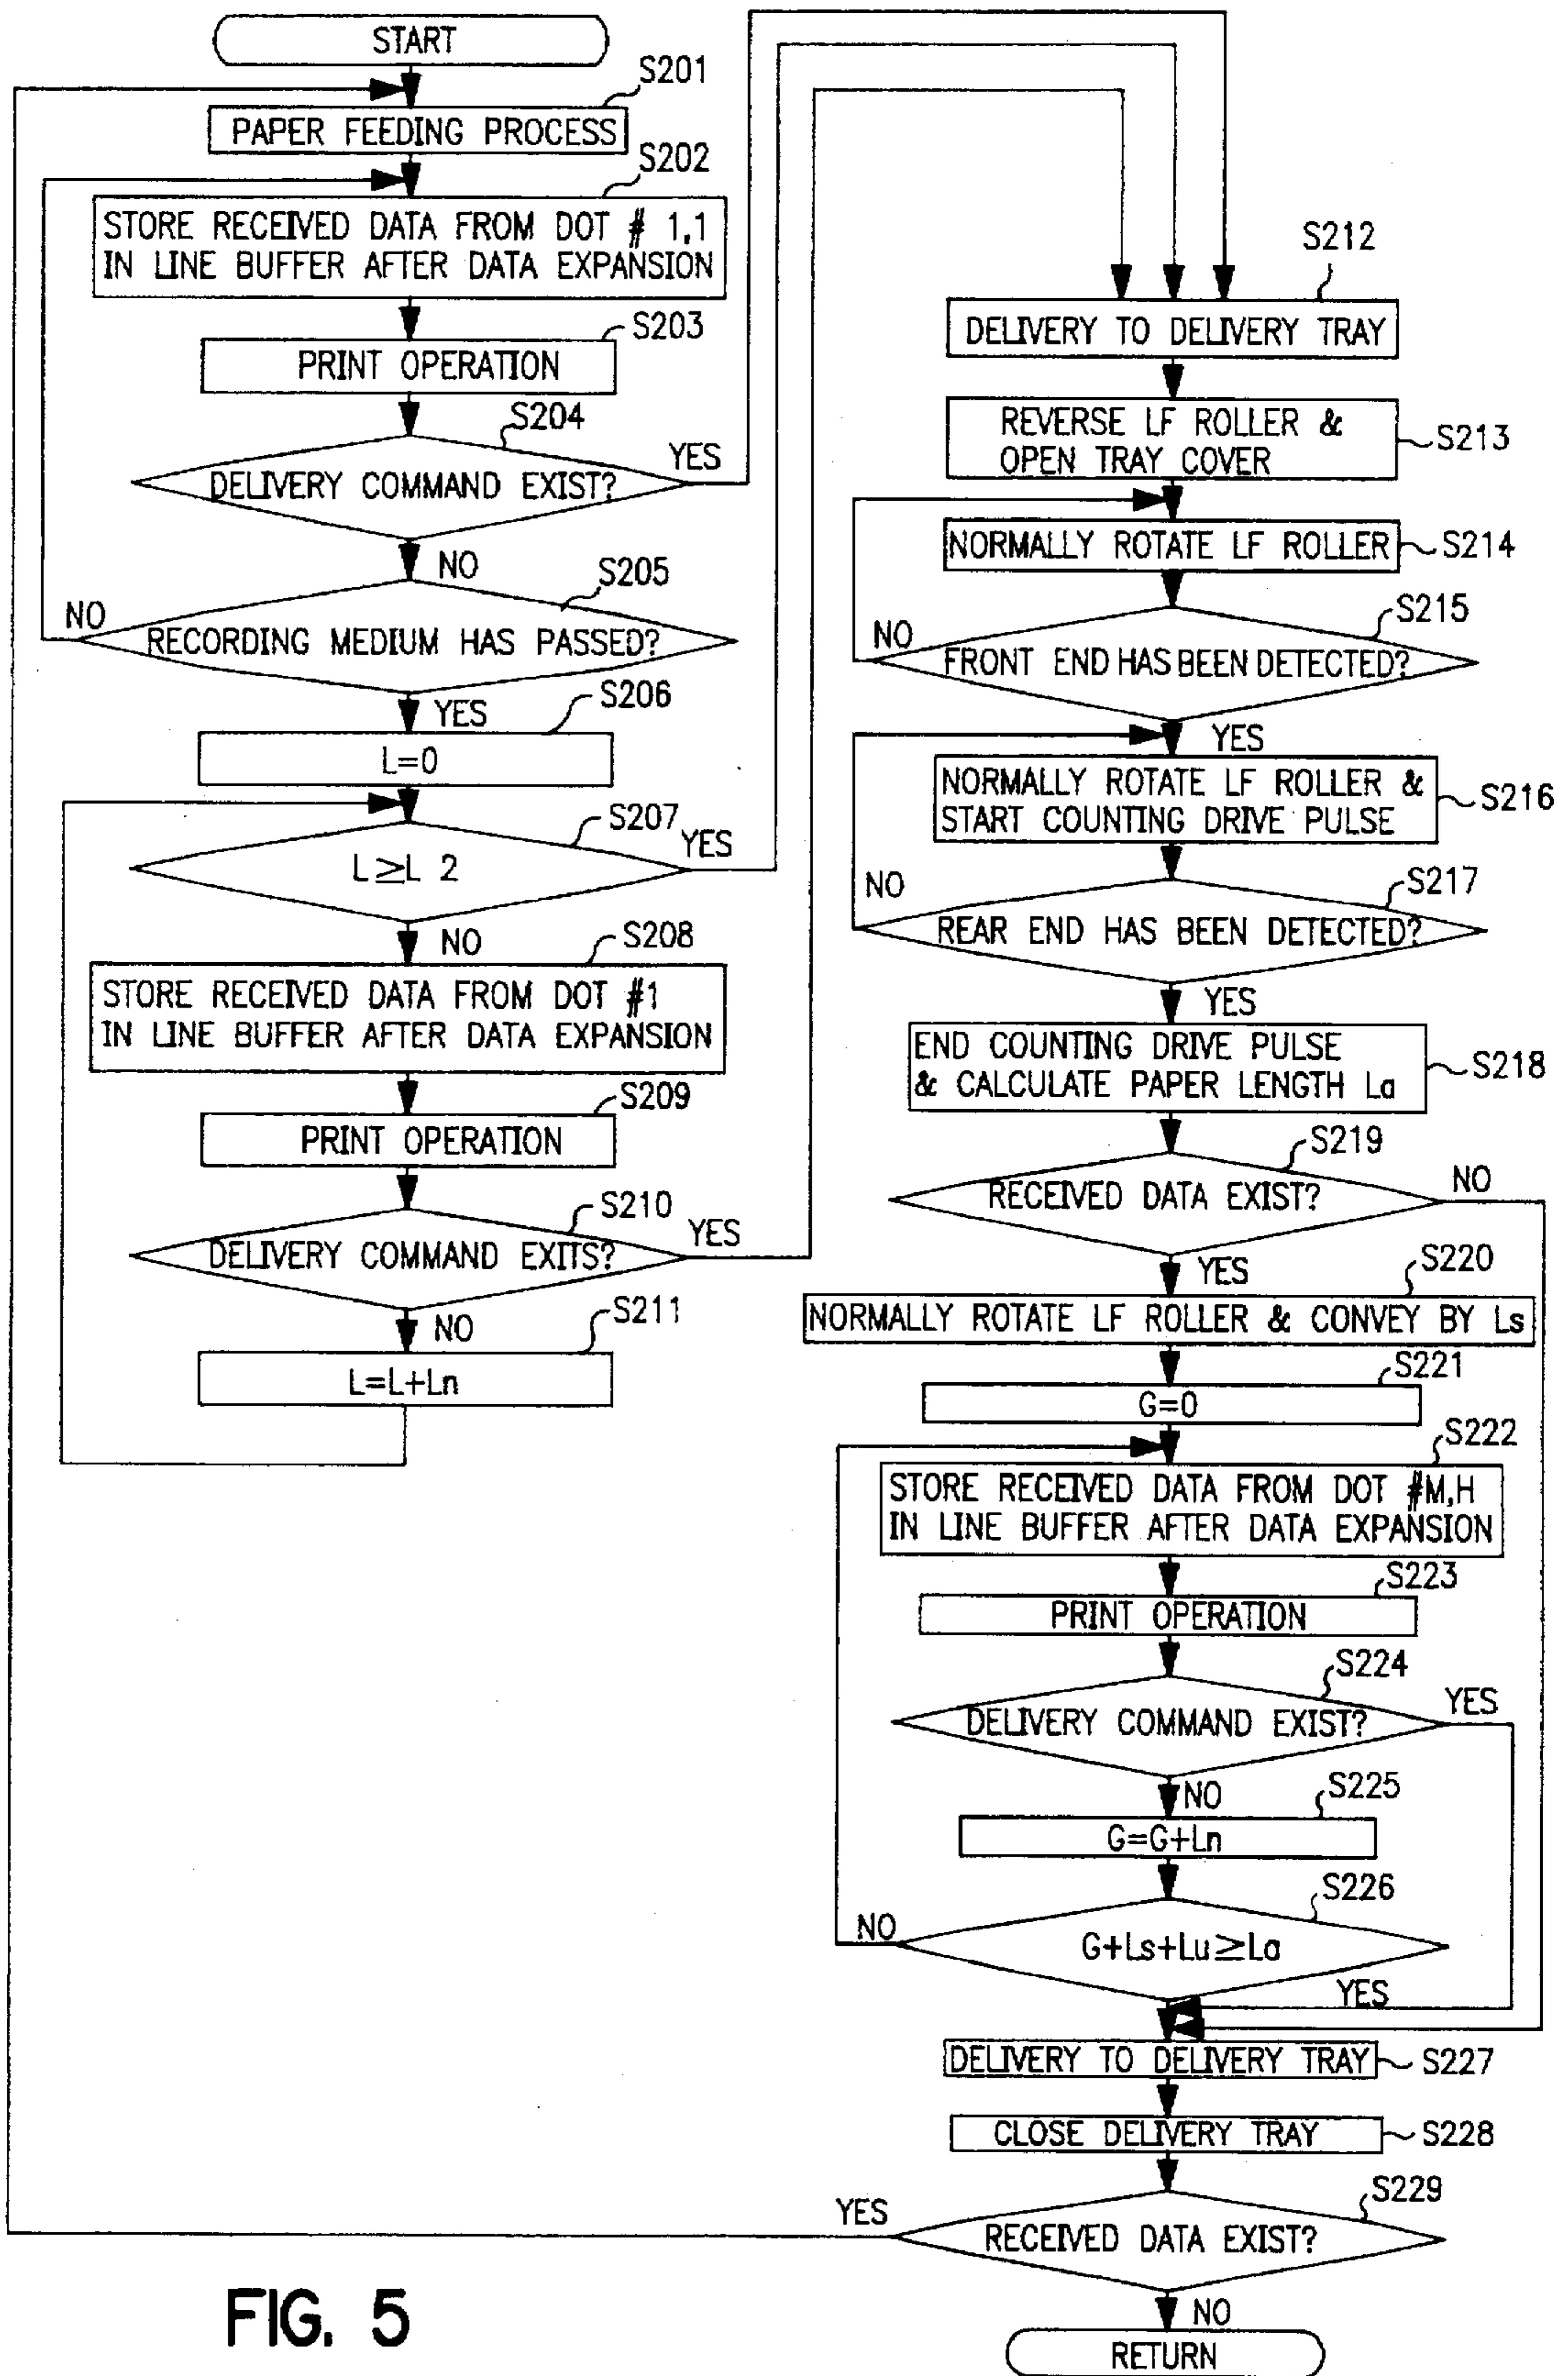 START
S201
PAPER FEEDING PROCESS
S202
STORE RECEIVED DATA FROM DOT # 1,1
IN LINE BUFFER AFTER DATA EXPANSION
S203
PRINT OPERATION
S204
DELIVERY COMMAND EXIST?
YES
NO
S205
RECORDING MEDIUM HAS PASSED?
NO
YES
S206
L=0
S207
L≥L 2
YES
NO
S208
STORE RECEIVED DATA FROM DOT #1
IN LINE BUFFER AFTER DATA EXPANSION
S209
PRINT OPERATION
S210
DELIVERY COMMAND EXITS?
YES
NO
S211
L=L+Ln
S212
DELIVERY TO DELIVERY TRAY
REVERSE LF ROLLER &
OPEN TRAY COVER
S213
NORMALLY ROTATE LF ROLLER
S214
S215
NO
FRONT END HAS BEEN DETECTED?
YES
NORMALLY ROTATE LF ROLLER &
START COUNTING DRIVE PULSE
S216
NO
S217
REAR END HAS BEEN DETECTED?
YES
END COUNTING DRIVE PULSE
& CALCULATE PAPER LENGTH La
S218
S219
RECEIVED DATA EXIST?
NO
YES
S220
NORMALLY ROTATE LF ROLLER & CONVEY BY Ls
S221
G=0
S222
STORE RECEIVED DATA FROM DOT #M,H
IN LINE BUFFER AFTER DATA EXPANSION
S223
PRINT OPERATION
S224
DELIVERY COMMAND EXIST?
YES
NO
S225
G=G+Ln
S226
NO
G+Ls+Lu≥La
YES
DELIVERY TO DELIVERY TRAY
S227
CLOSE DELIVERY TRAY
S228
S229
YES
RECEIVED DATA EXIST?
NO
RETURN
FIG. 5